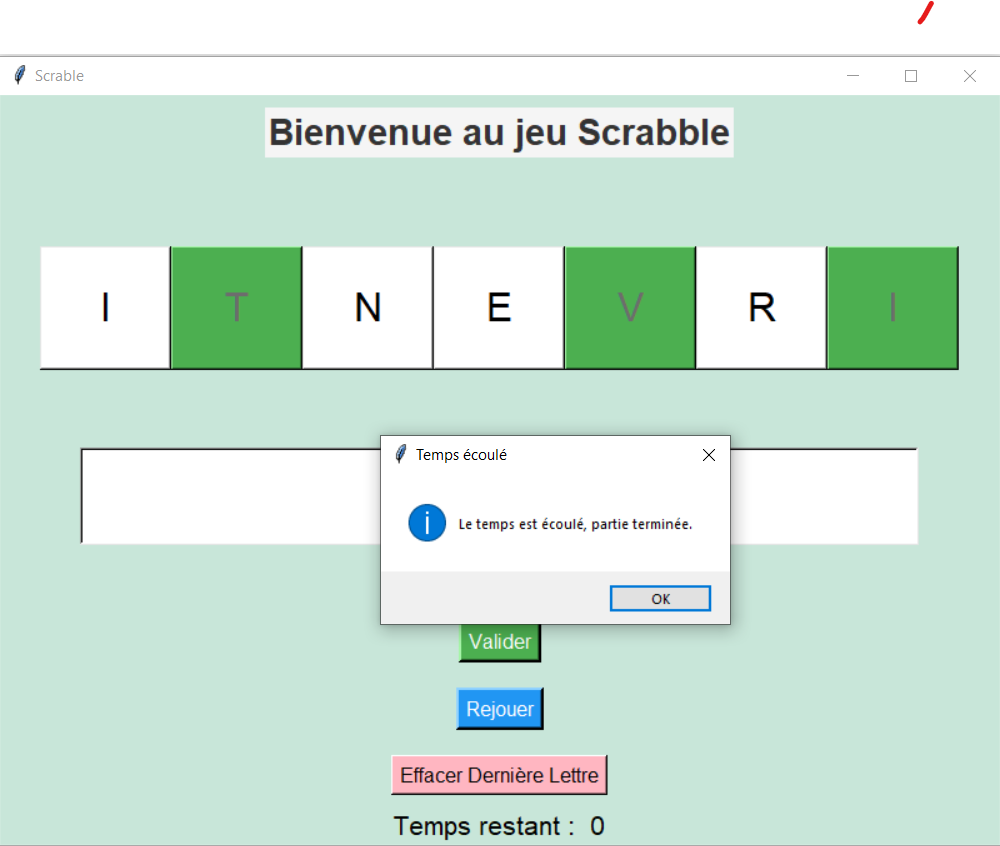 Scrable
Bienvenue au jeu Scrabble
I T N E V R I
Temps écoulé
Le temps est écoulé, partie terminée.
OK
Valider
Rejouer
Effacer Dernière Lettre
Temps restant : 0